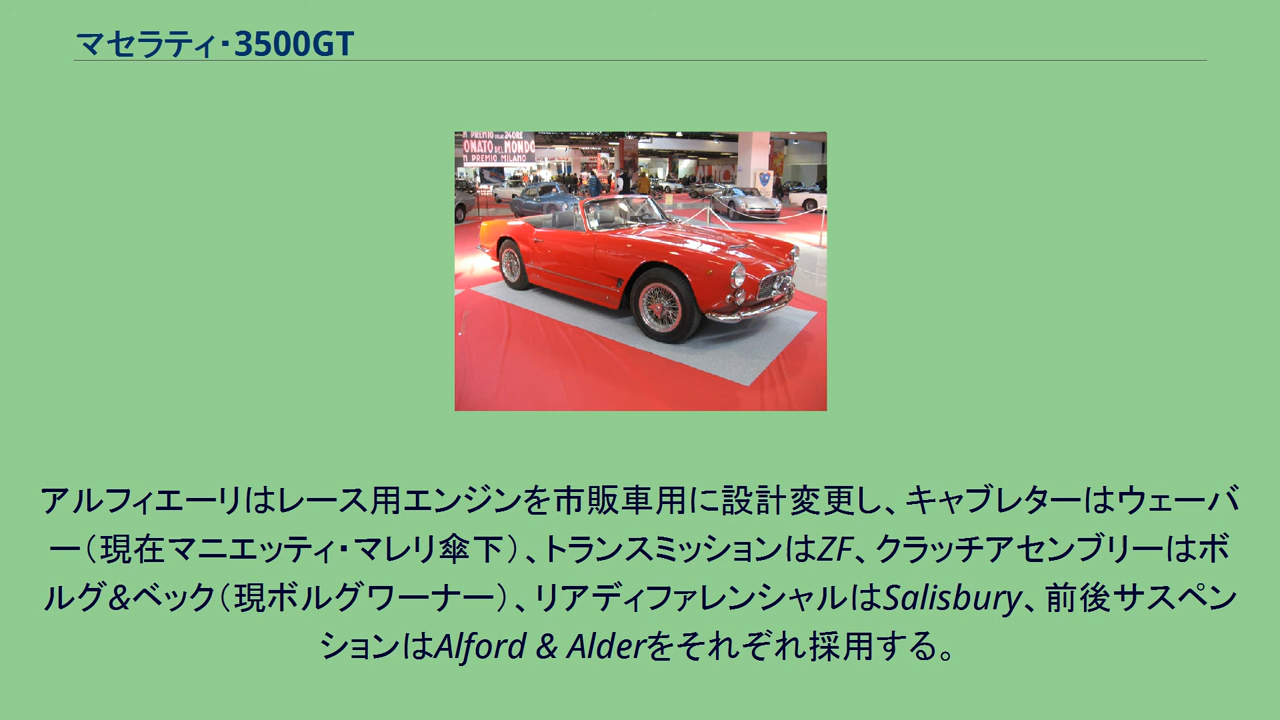 マセラティ・3500GT
N PREMIO DELLE 24 ORE
ONATO DEL MONDO
N PREMIO MILANO
アルフィエーリはレース用エンジンを市販車用に設計変更し、キャブレターはウェーバ
ー（現在マニエッティ・マレリ傘下）、トランスミッションはZF、クラッチアセンブリーはボ
ルグ&ベック（現ボルグワーナー）、リアディファレンシャルはSalisbury、前後サスペン
ションはAlford & Alderをそれぞれ採用する。